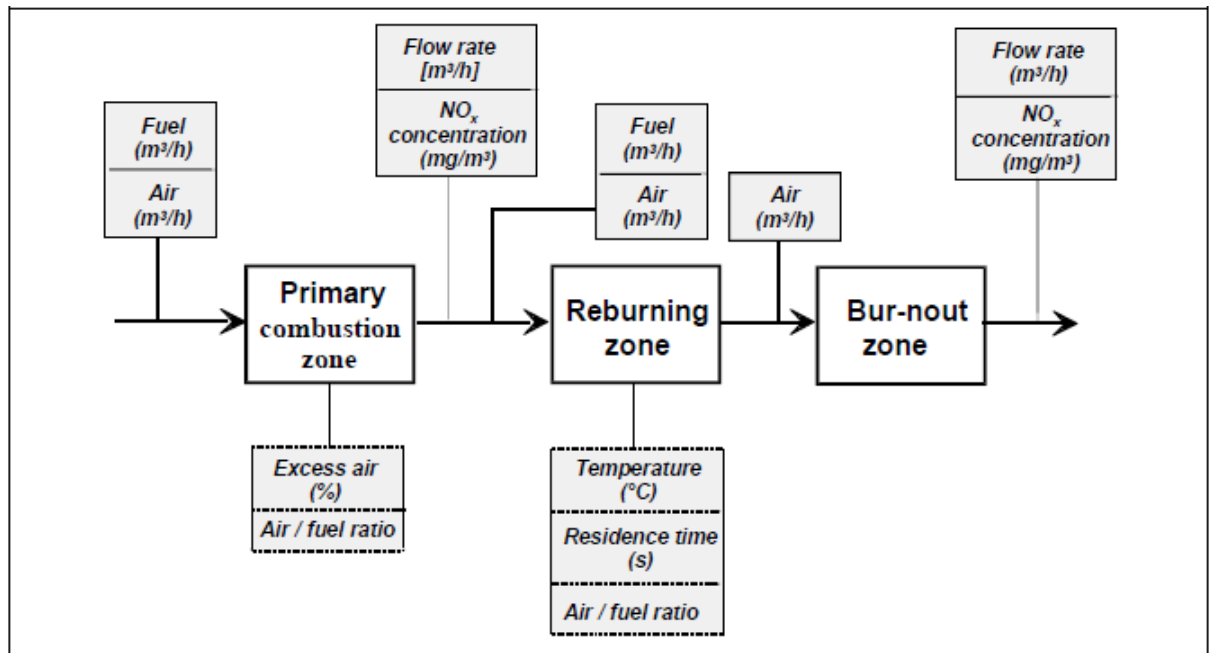 Fuel
(m³/h)
Air
(m³/h)
Flow rate
[m³/h]
NOx
concentration
(mg/m³)
Fuel
(m³/h)
Air
(m³/h)
Air
(m³/h)
Flow rate
(m³/h)
NOx
concentration
(mg/m³)
Primary
combustion
zone
Reburning
zone
Bur-nout
zone
Excess air
(%)
Air / fuel ratio
Temperature
(°C)
Residence time
(s)
Air / fuel ratio